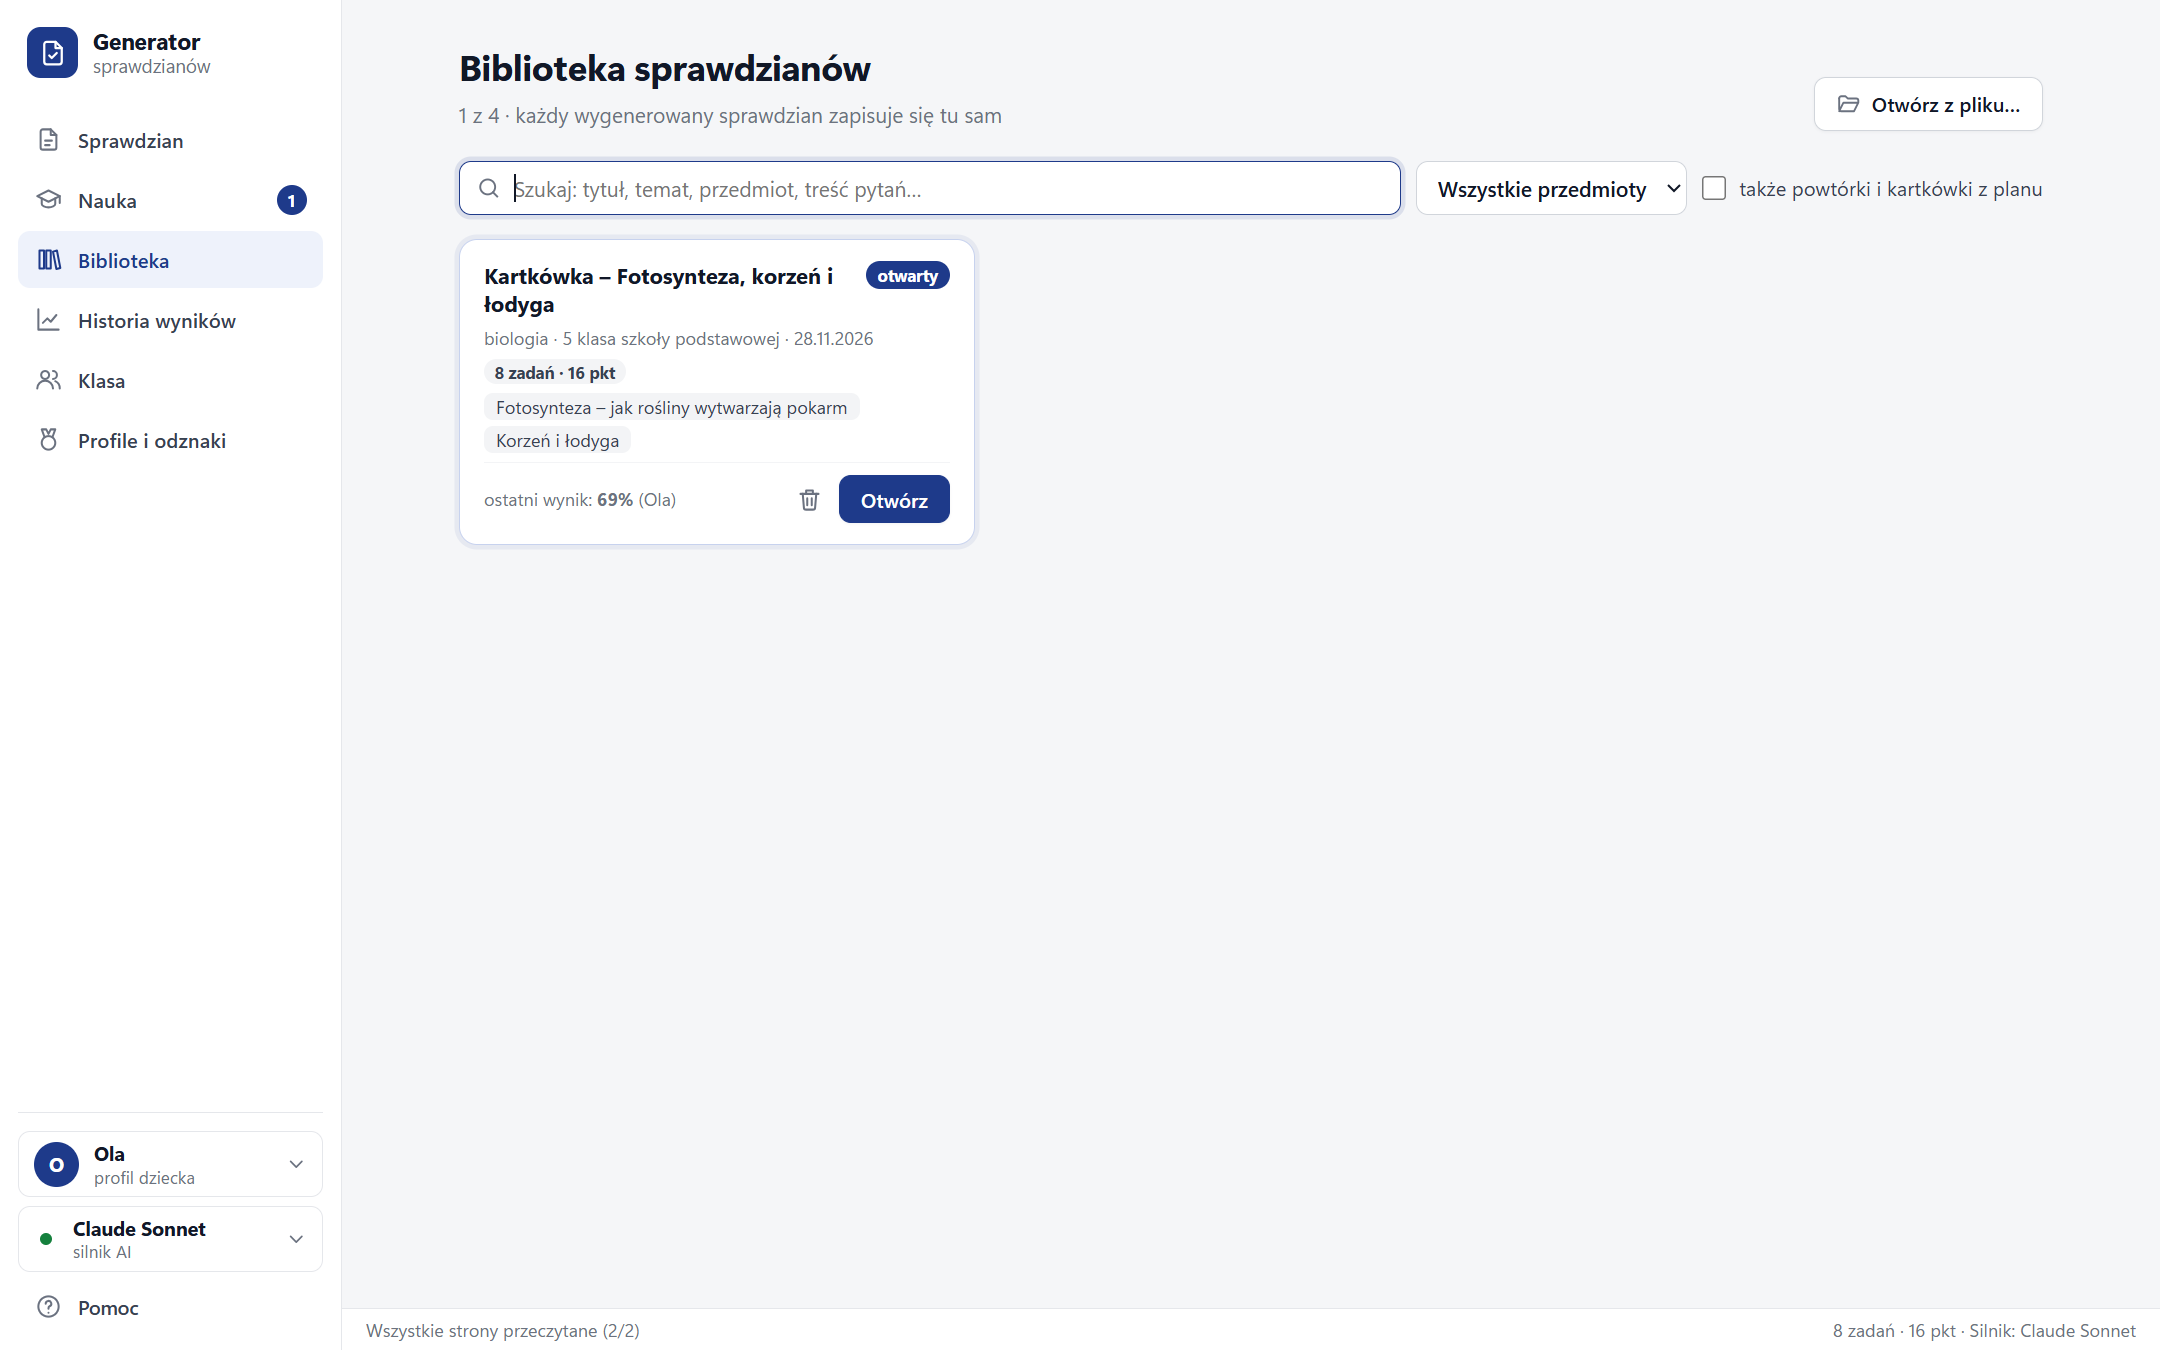 Generator
sprawdzianów
Sprawdzian
Nauka
1
Biblioteka
Historia wyników
Klasa
Profile i odznaki
O
Ola
profil dziecka
Claude Sonnet
silnik AI
Pomoc
Biblioteka sprawdzianów
1 z 4 · każdy wygenerowany sprawdzian zapisuje się tu sam
Otwórz z pliku...
Szukaj: tytuł, temat, przedmiot, treść pytań...
Wszystkie przedmioty
także powtórki i kartkówki z planu
Kartkówka – Fotosynteza, korzeń i
łodyga
otwarty
biologia · 5 klasa szkoły podstawowej · 28.11.2026
8 zadań · 16 pkt
Fotosynteza – jak rośliny wytwarzają pokarm
Korzeń i łodyga
ostatni wynik: 69% (Ola)
Otwórz
Wszystkie strony przeczytane (2/2)
8 zadań · 16 pkt · Silnik: Claude Sonnet